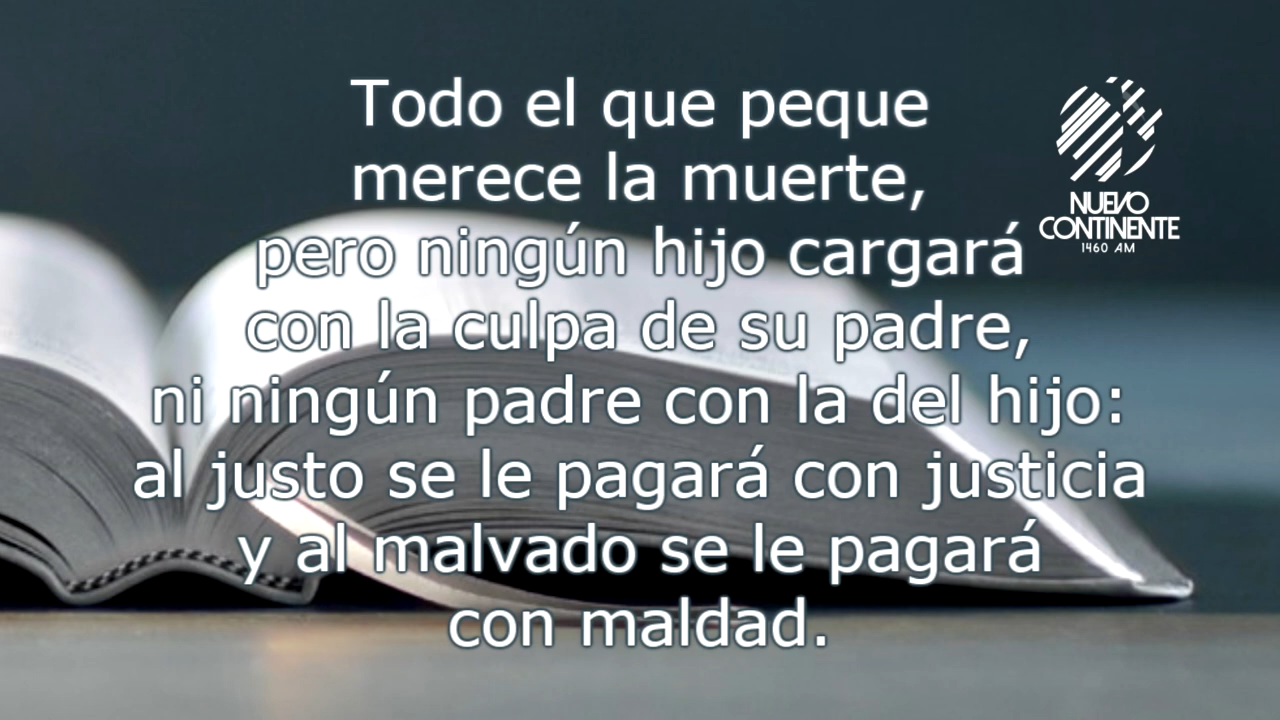 Todo el que peque
merece la muerte,
pero ningún hijo cargará
con la culpa de su padre,
ni ningún padre con la del hijo:
al justo se le pagará con justicia
y al malvado se le pagará
con maldad.
NUEVO
CONTINENTE
1460 AM